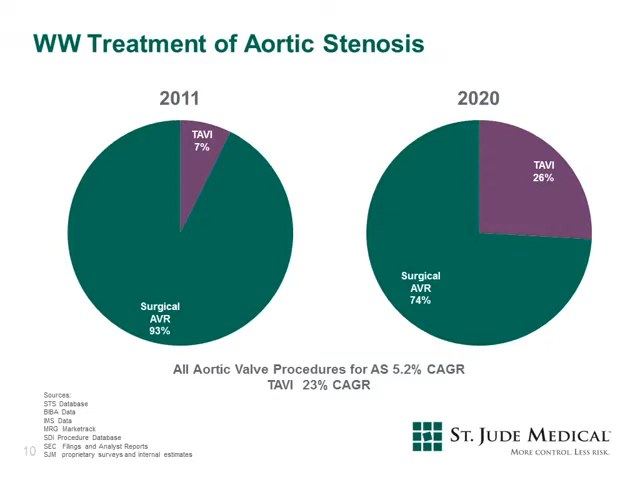 WW Treatment of Aortic Stenosis
2011
2020
TAVI
7%
Surgical
AVR
93%
TAVI
26%
Surgical
AVR
74%
All Aortic Valve Procedures for AS 5.2% CAGR
TAVI 23% CAGR
Sources:
STS Database
BIBA Data
IMS Data
MRG Marketrack
SDI Procedure Database
SEC Filings and Analyst Reports
SJM proprietary surveys and internal estimates
10
ST. JUDE MEDICAL™
MORE CONTROL. LESS RISK.